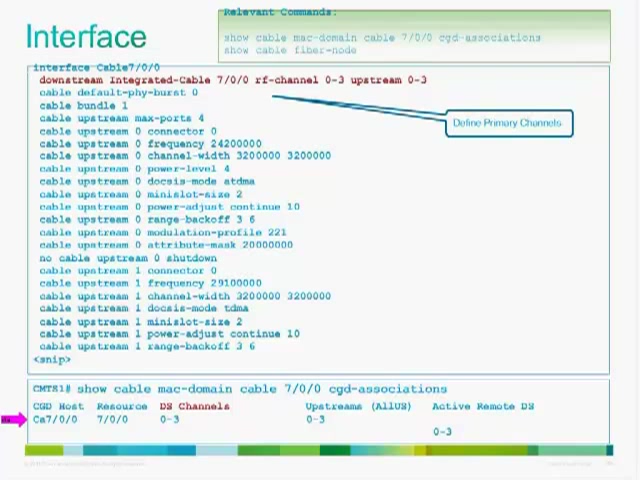 Interface
Relevant Commands:
show cable mac-domain cable 7/0/0 cgd-associations
show cable fiber-node
interface Cable7/0/0
downstream Integrated-Cable 7/0/0 rf-channel 0-3 upstream 0-3
cable default-phy-burst 0
cable bundle 1
cable upstream max-ports 4
cable upstream 0 connector 0
cable upstream 0 frequency 24200000
cable upstream 0 channel-width 3200000 3200000
cable upstream 0 power-level 4
cable upstream 0 docsis-mode atdma
cable upstream 0 minislot-size 2
cable upstream 0 power-adjust continue 10
cable upstream 0 range-backoff 3 6
cable upstream 0 modulation-profile 221
cable upstream 0 attribute-mask 20000000
no cable upstream 0 shutdown
cable upstream 1 connector 0
cable upstream 1 frequency 29100000
cable upstream 1 channel-width 3200000 3200000
cable upstream 1 docsis-mode tdma
cable upstream 1 minislot-size 2
cable upstream 1 power-adjust continue 10
cable upstream 1 range-backoff 3 6
<snip>
Define Primary Channels
CMTS1# show cable mac-domain cable 7/0/0 cgd-associations
CGD Host Resource DS Channels Upstreams (AllUS) Active Remote DS
Ca7/0/0 7/0/0 0-3 0-3
0-3